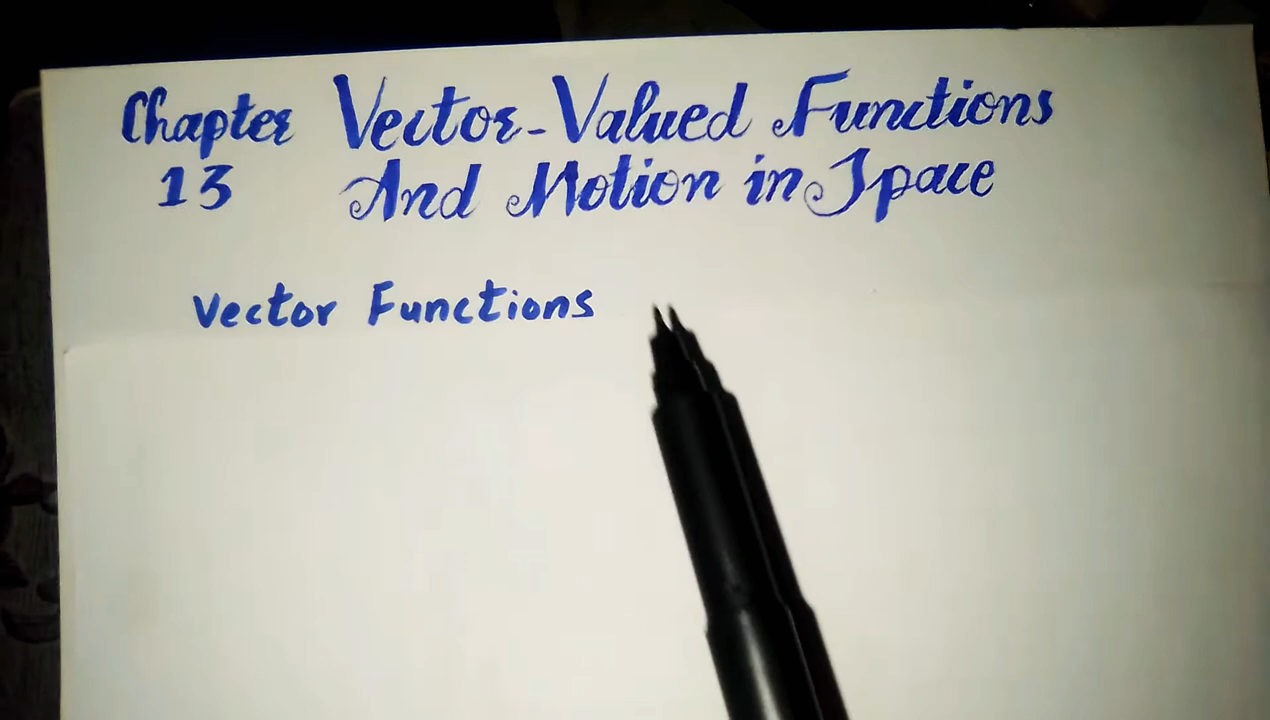 Chapter Vector-Valued Functions
13 And Motion in Space
Vector Functions